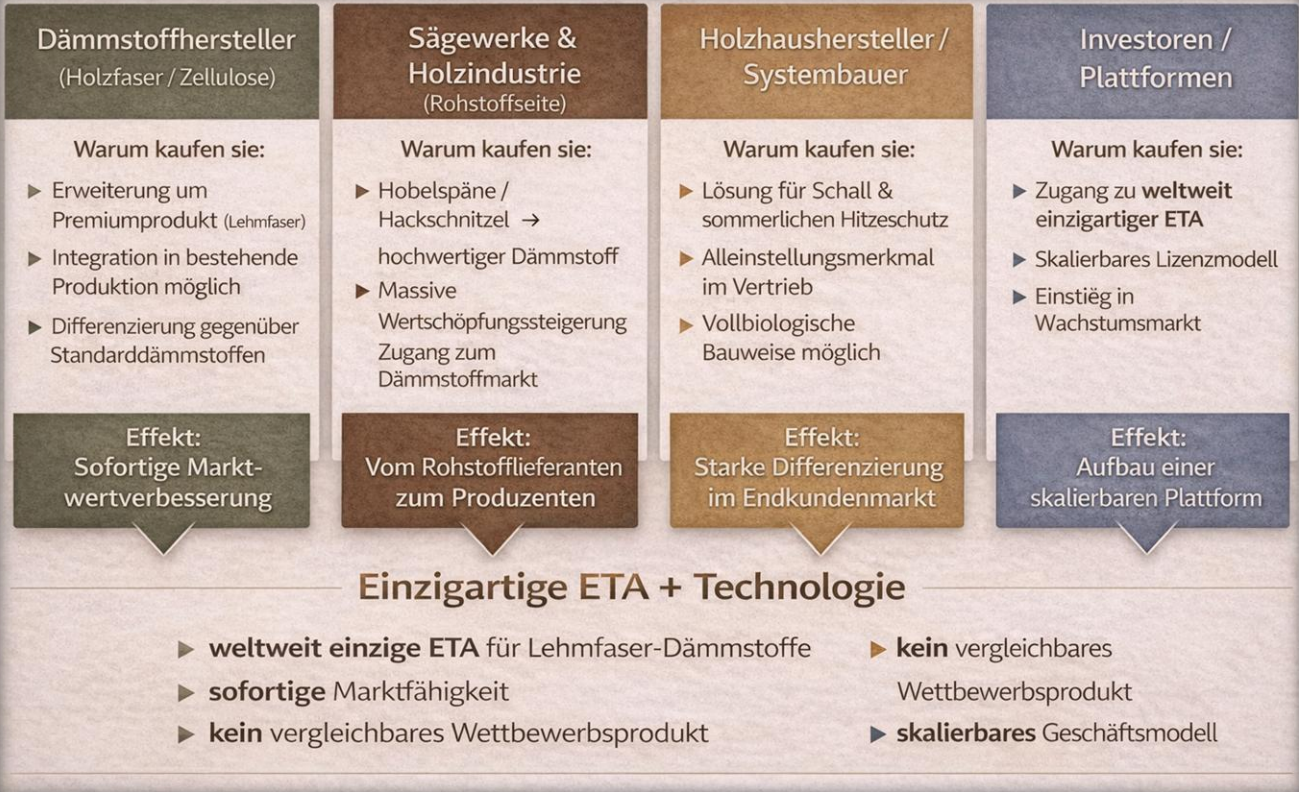 Dämmstoffhersteller
(Holzfaser / Zellulose)
Warum kaufen sie:
Erweiterung um
Premiumprodukt (Lehmfaser)
Integration in bestehende
Produktion möglich
Differenzierung gegenüber
Standarddämmstoffen
Effekt:
Sofortige Markt-
wertverbesserung
Sägewerke &
Holzindustrie
(Rohstoffseite)
Warum kaufen sie:
Hobelspäne /
Hackschnitzel →
hochwertiger Dämmstoff
Massive
Wertschöpfungssteigerung
Zugang zum
Dämmstoffmarkt
Effekt:
Vom Rohstofflieferanten
zum Produzenten
Holzhaushersteller /
Systembauer
Warum kaufen sie:
Lösung für Schall &
sommerlichen Hitzeschutz
Alleinstellungsmerkmal
im Vertrieb
Vollbiologische
Bauweise möglich
Effekt:
Starke Differenzierung
im Endkundenmarkt
Investoren /
Plattformen
Warum kaufen sie:
Zugang zu weltweit
einzigartiger ETA
Skalierbares Lizenzmodell
Einstiëg in
Wachstumsmarkt
Effekt:
Aufbau einer
skalierbaren Plattform
Einzigartige ETA + Technologie
weltweit einzige ETA für Lehmfaser-Dämmstoffe
sofortige Marktfähigkeit
kein vergleichbares Wettbewerbsprodukt
kein vergleichbares
Wettbewerbsprodukt
skalierbares Geschäftsmodell